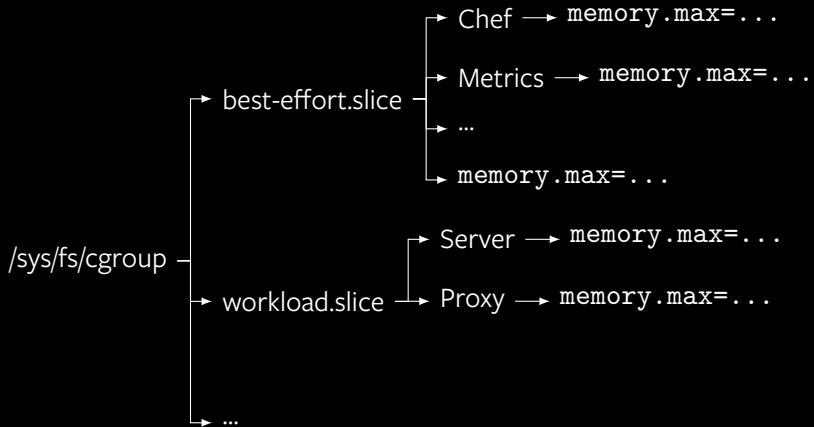 Chef memory.max=...
Metrics memory.max=...
best-effort.slice
...
memory.max=...
Server memory.max=...
/sys/fs/cgroup
Proxy memory.max=...
workload.slice
...